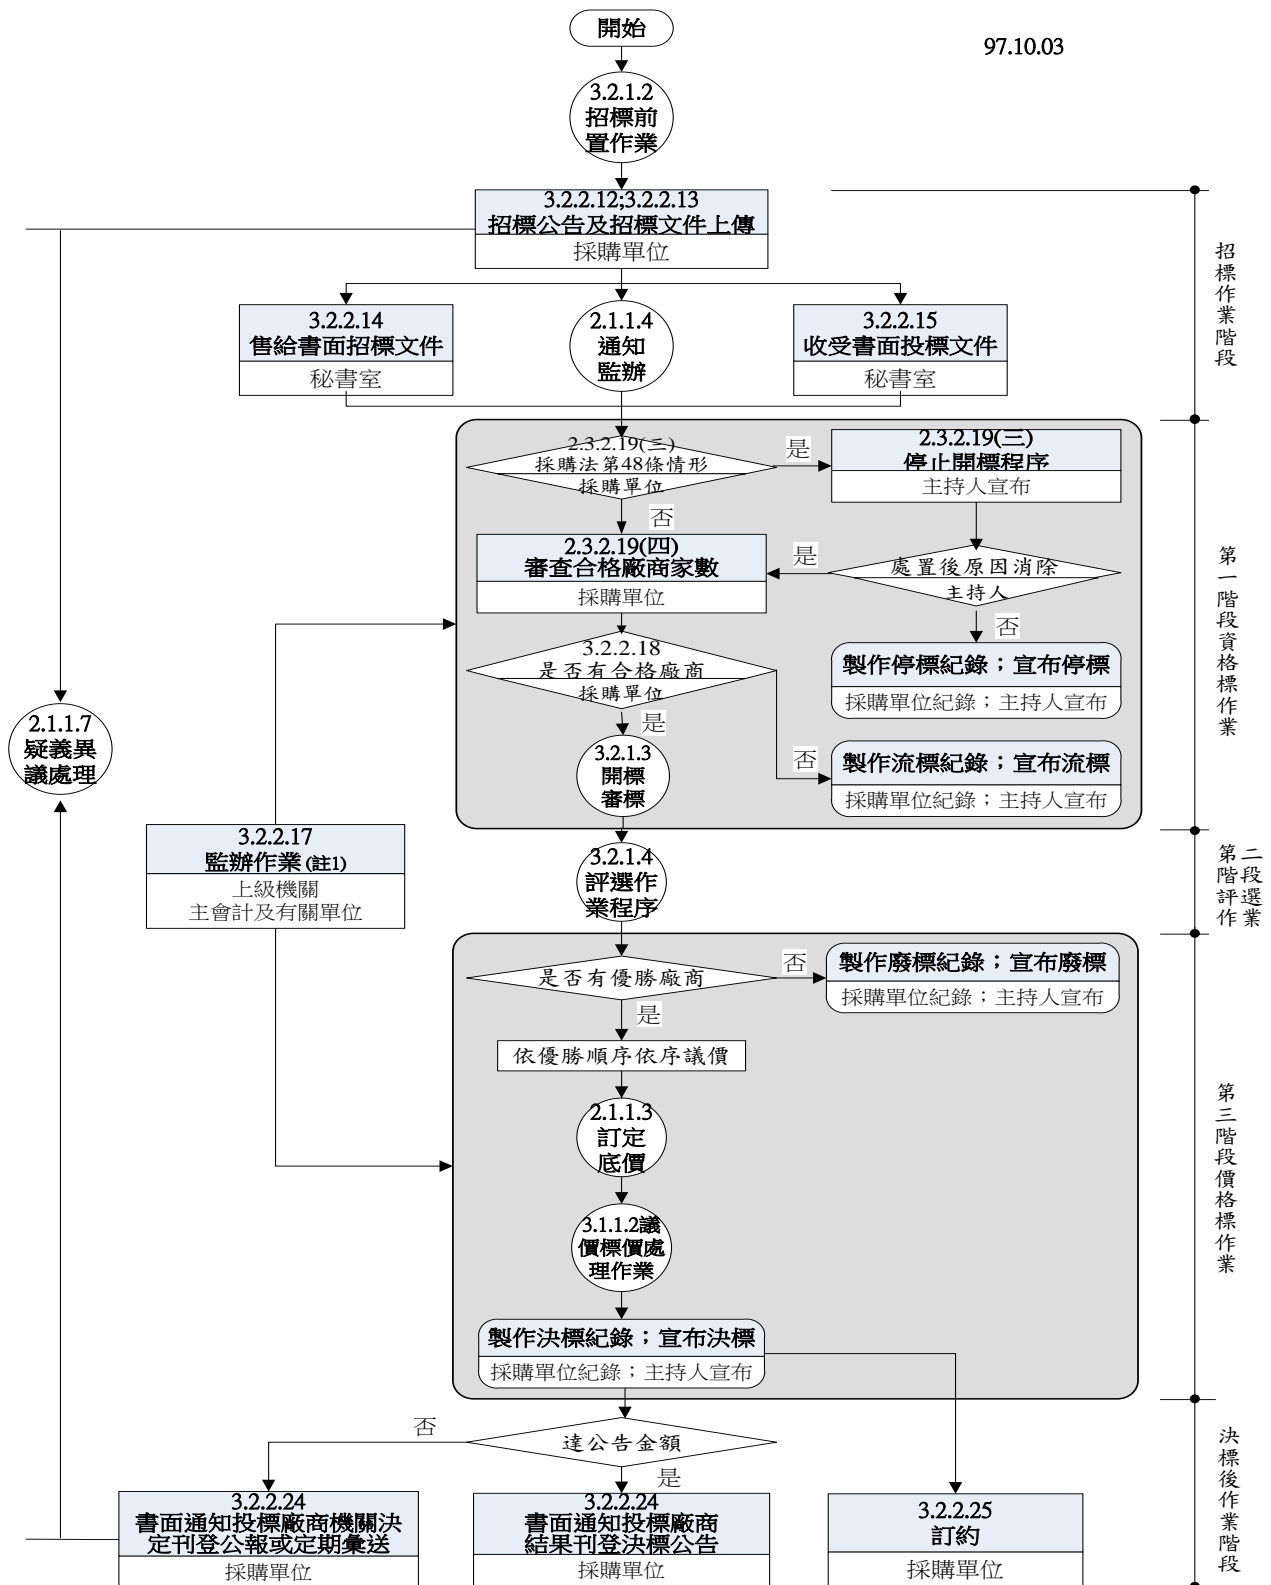 開始
97.10.03
3.2.1.2
招標前
置作業
3.2.2.12;3.2.2.13
招標公告及招標文件上傳
採購單位
3.2.2.14
售給書面招標文件
秘書室
2.1.1.4
通知
監辦
3.2.2.15
收受書面投標文件
秘書室
招標作業階段
2.3.2.19(三)
採購法第48條情形
採購單位
是
2.3.2.19(三)
停止開標程序
主持人宣布
否
2.3.2.19(四)
審查合格廠商家數
採購單位
是
處置後原因消除
主持人
否
3.2.2.18
是否有合格廠商
採購單位
製作停標紀錄；宣布停標
採購單位紀錄；主持人宣布
是
否
3.2.1.3
開標
審標
製作流標紀錄；宣布流標
採購單位紀錄；主持人宣布
第一階段資格標作業
2.1.1.7
疑義異
議處理
3.2.2.17
監辦作業(註1)
上級機關
主會計及有關單位
3.2.1.4
評選作
業程序
第二階段評選作業
是否有優勝廠商
否
製作廢標紀錄；宣布廢標
採購單位紀錄；主持人宣布
是
依優勝順序依序議價
2.1.1.3
訂定
底價
3.1.1.2議
價標價處
理作業
製作決標紀錄；宣布決標
採購單位紀錄；主持人宣布
第三階段價格標作業
達公告金額
否
是
3.2.2.24
書面通知投標廠商機關決
定刊登公報或定期彙送
採購單位
3.2.2.24
書面通知投標廠商
結果刊登決標公告
採購單位
3.2.2.25
訂約
採購單位
決標後作業階段